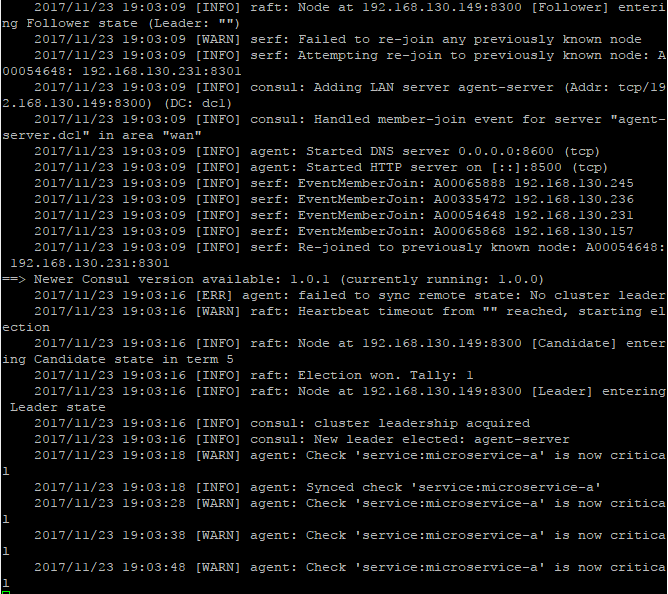 2017/11/23 19:03:09 [INFO] raft: Node at 192.168.130.149:8300 [Follower] enteri
ng Follower state (Leader: "")
    2017/11/23 19:03:09 [WARN] serf: Failed to re-join any previously known node
    2017/11/23 19:03:09 [INFO] serf: Attempting re-join to previously known node: A
00054648: 192.168.130.231:8301
    2017/11/23 19:03:09 [INFO] consul: Adding LAN server agent-server (Addr: tcp/19
2.168.130.149:8300) (DC: dc1)
    2017/11/23 19:03:09 [INFO] consul: Handled member-join event for server "agent-
server.dc1" in area "wan"
    2017/11/23 19:03:09 [INFO] agent: Started DNS server 0.0.0.0:8600 (tcp)
    2017/11/23 19:03:09 [INFO] agent: Started HTTP server on [::]:8500 (tcp)
    2017/11/23 19:03:09 [INFO] serf: EventMemberJoin: A00065888 192.168.130.245
    2017/11/23 19:03:09 [INFO] serf: EventMemberJoin: A00335472 192.168.130.236
    2017/11/23 19:03:09 [INFO] serf: EventMemberJoin: A00054648 192.168.130.231
    2017/11/23 19:03:09 [INFO] serf: EventMemberJoin: A00065868 192.168.130.157
    2017/11/23 19:03:09 [INFO] serf: Re-joined to previously known node: A00054648:
 192.168.130.231:8301
==> Newer Consul version available: 1.0.1 (currently running: 1.0.0)
    2017/11/23 19:03:16 [ERR] agent: failed to sync remote state: No cluster leader
    2017/11/23 19:03:16 [WARN] raft: Heartbeat timeout from "" reached, starting el
ection
    2017/11/23 19:03:16 [INFO] raft: Node at 192.168.130.149:8300 [Candidate] enter
ing Candidate state in term 5
    2017/11/23 19:03:16 [INFO] raft: Election won. Tally: 1
    2017/11/23 19:03:16 [INFO] raft: Node at 192.168.130.149:8300 [Leader] entering
 Leader state
    2017/11/23 19:03:16 [INFO] consul: cluster leadership acquired
    2017/11/23 19:03:16 [INFO] consul: New leader elected: agent-server
    2017/11/23 19:03:18 [WARN] agent: Check 'service:microservice-a' is now critica
l
    2017/11/23 19:03:18 [INFO] agent: Synced check 'service:microservice-a'
    2017/11/23 19:03:28 [WARN] agent: Check 'service:microservice-a' is now critica
l
    2017/11/23 19:03:38 [WARN] agent: Check 'service:microservice-a' is now critica
l
    2017/11/23 19:03:48 [WARN] agent: Check 'service:microservice-a' is now critica
l